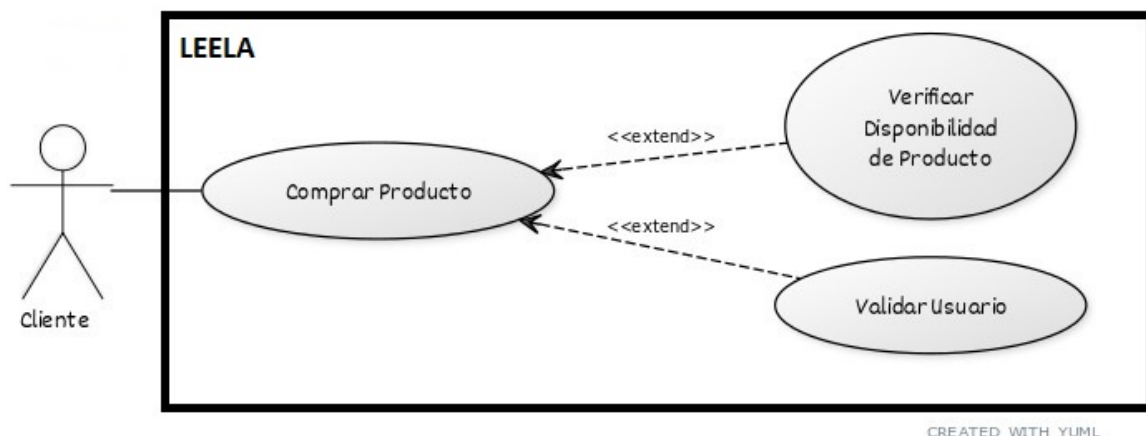 LEELA
Verificar
Disponibilidad
de Producto
<<extend>>
Comprar Producto
<<extend>>
Validar Usuario
Cliente
CREATED WITH YUML